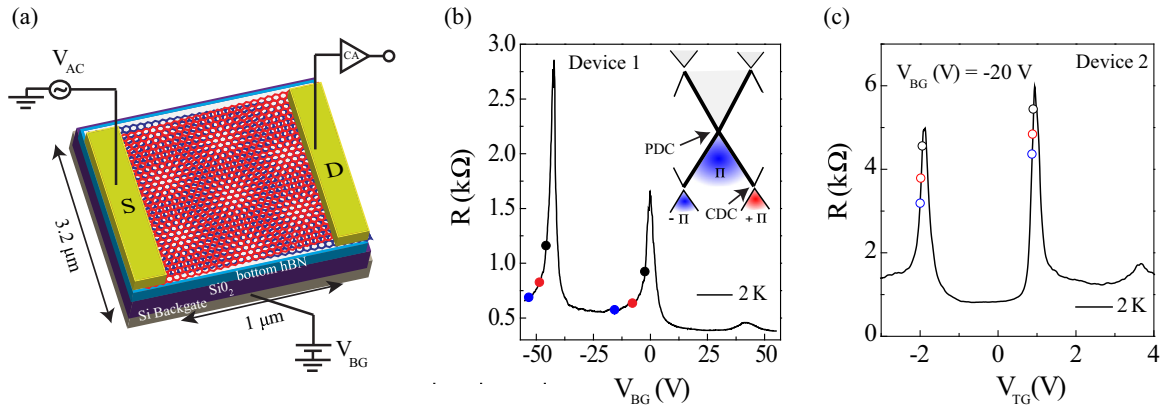 (a)
V_AC
CA
S
D
3.2 μm
1 μm
bottom hBN
SiO₂
Si Backgate
V_BG
(b)
Device 1
R (kΩ)
3.0
2.5
2.0
1.5
1.0
0.5
PDC
CDC
Π
- Π
+ Π
2 K
-50 -25 0 25 50
V_BG (V)
(c)
V_BG (V) = -20 V
Device 2
R (kΩ)
6
4
2
0
2 K
-2 0 2 4
V_TG (V)